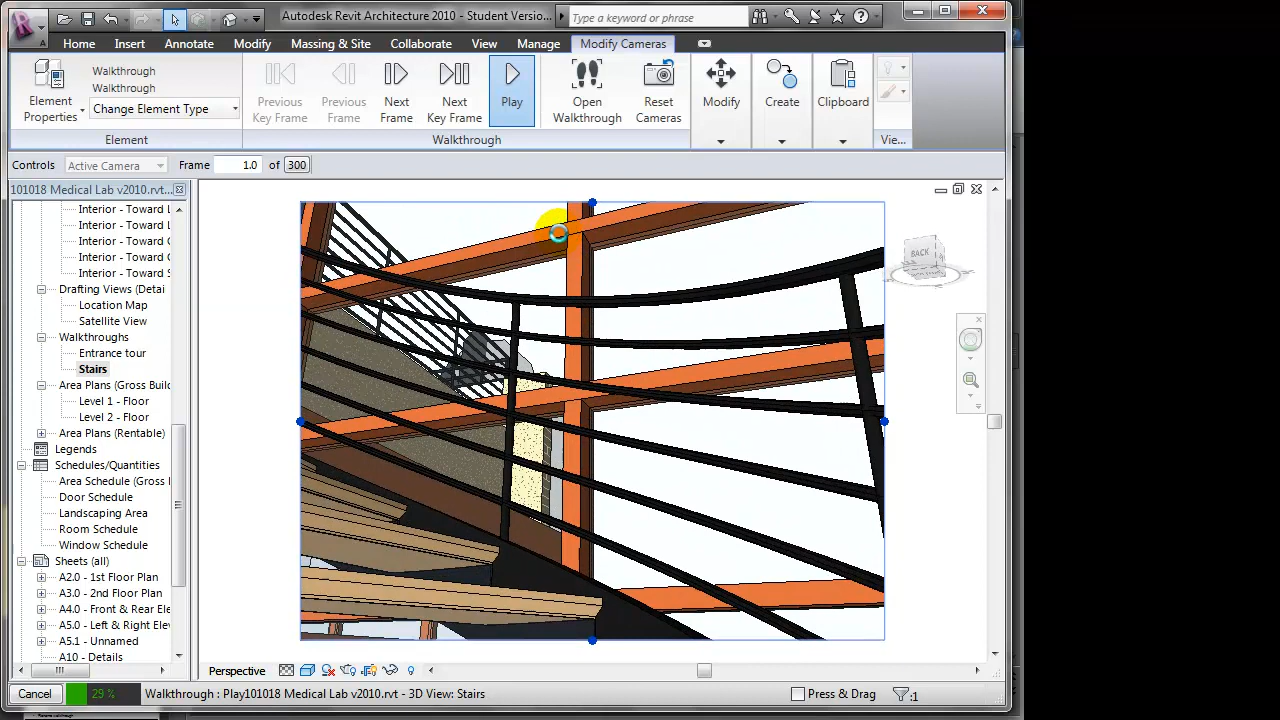 Autodesk Revit Architecture 2010 - Student Versio...
Type a keyword or phrase
Home Insert Annotate Modify Massing & Site Collaborate View Manage Modify Cameras
Element Properties
Walkthrough
Walkthrough
Change Element Type
Previous Key Frame
Previous Frame
Next Frame
Next Key Frame
Play
Open Walkthrough
Reset Cameras
Modify
Create
Clipboard
Element
Walkthrough
Vie...
Controls Active Camera Frame 1.0 of 300
101018 Medical Lab v2010.rvt...
Interior - Toward L
Interior - Toward L
Interior - Toward C
Interior - Toward C
Interior - Toward S
Drafting Views (Detai
Location Map
Satellite View
Walkthroughs
Entrance tour
Stairs
Area Plans (Gross Buil
Level 1 - Floor
Level 2 - Floor
Area Plans (Rentable)
Legends
Schedules/Quantities
Area Schedule (Gross
Door Schedule
Landscaping Area
Room Schedule
Window Schedule
Sheets (all)
A2.0 - 1st Floor Plan
A3.0 - 2nd Floor Plan
A4.0 - Front & Rear Ele
A5.0 - Left & Right Ele
A5.1 - Unnamed
A10 - Details
BACK
Perspective
Cancel 29 % Walkthrough : Play101018 Medical Lab v2010.rvt - 3D View: Stairs Press & Drag :1